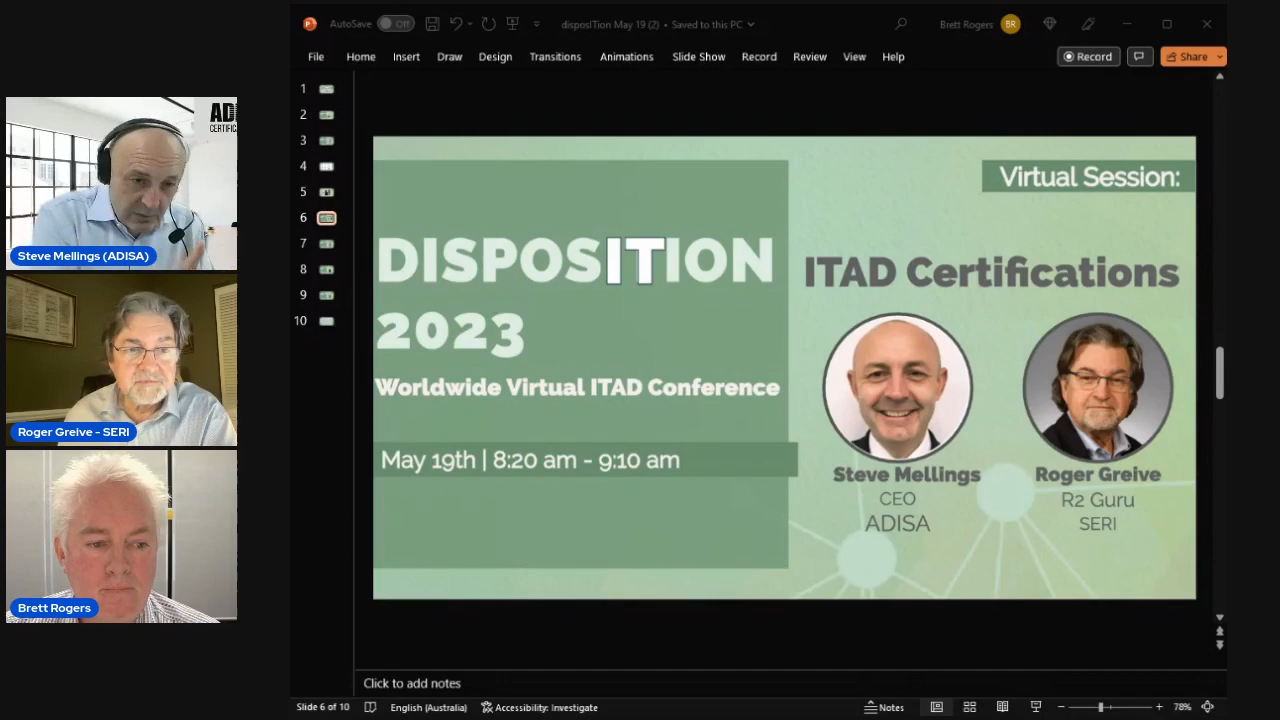 AutoSave
Off
disposITion May 19 (2) • Saved to this PC
Brett Rogers
BR
File
Home
Insert
Draw
Design
Transitions
Animations
Slide Show
Record
Review
View
Help
Record
Share
1
2
3
4
5
6
7
8
9
10
AD
CERTIFICA
Steve Mellings (ADISA)
Roger Greive - SERI
Brett Rogers
Virtual Session:
DISPOSITION
2023
Worldwide Virtual ITAD Conference
May 19th | 8:20 am - 9:10 am
ITAD Certifications
Steve Mellings
CEO
ADISA
Roger Greive
R2 Guru
SERI
Click to add notes
Slide 6 of 10
English (Australia)
Accessibility: Investigate
Notes
78%